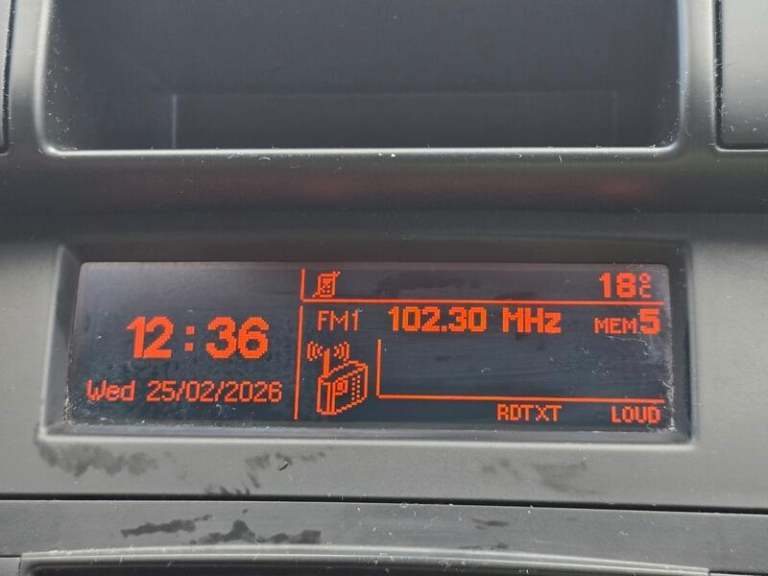 18°C
FM1 102.30 MHz MEM5
12:36
Wed 25/02/2026
RDTXT LOUD